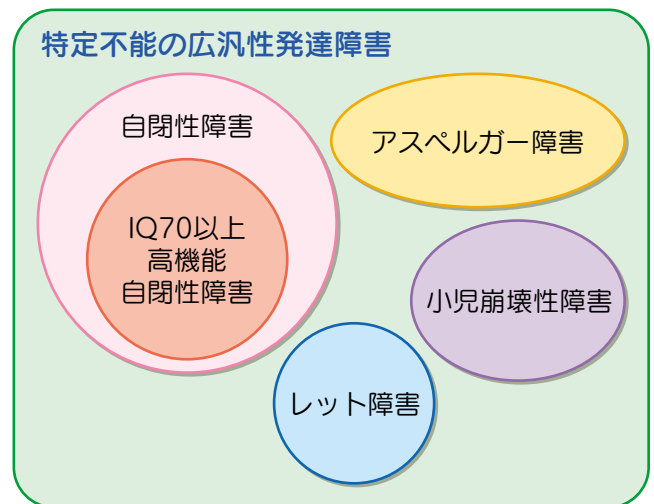 特定不能の広汎性発達障害
自閉性障害
アスペルガー障害
IQ70以上
高機能
自閉性障害
小児崩壊性障害
レット障害